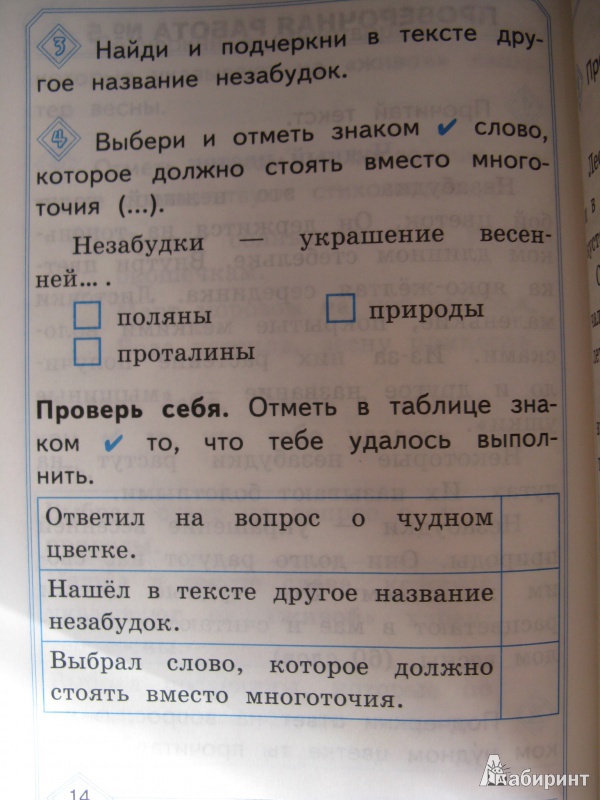 3 Найди и подчеркни в тексте дру-
гое название незабудок.
4 Выбери и отметь знаком ✔ слово,
которое должно стоять вместо много-
точия (...).
Незабудки — украшение весен-
ней... .
поляны
природы
проталины
Проверь себя. Отметь в таблице зна-
ком ✔ то, что тебе удалось выпол-
нить.
Ответил на вопрос о чудном
цветке.
Нашёл в тексте другое название
незабудок.
Выбрал слово, которое должно
стоять вместо многоточия.
14
Лабиринт